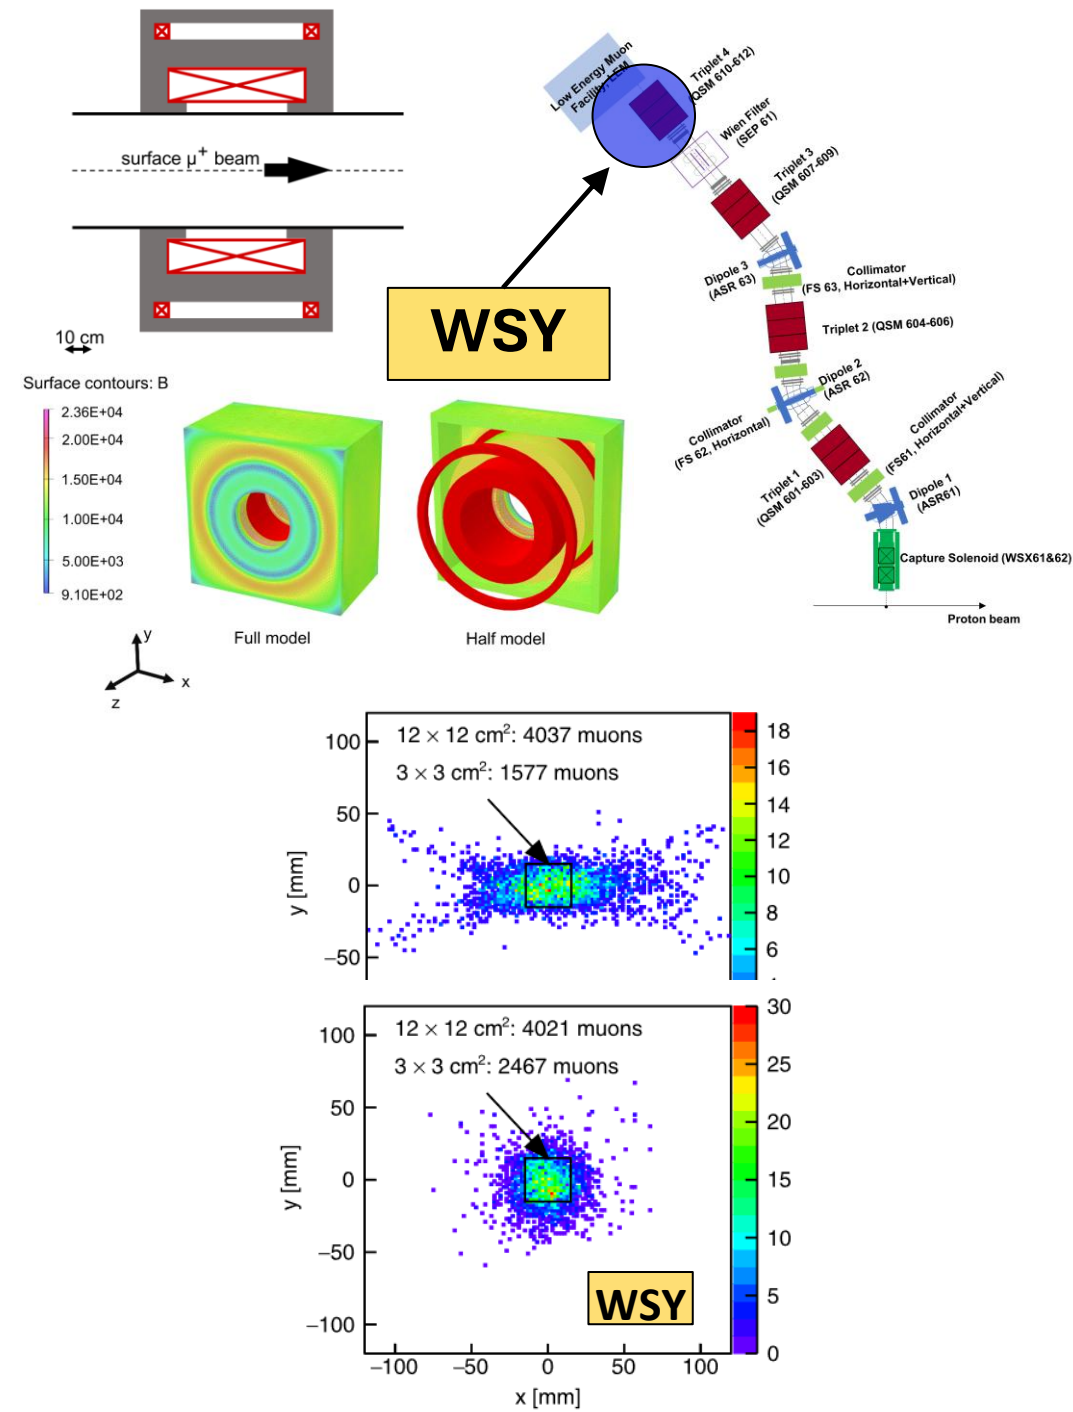 surface μ⁺ beam
10 cm
Surface contours: B
2.36E+04
2.00E+04
1.50E+04
1.00E+04
5.00E+03
9.10E+02
Full model
Half model
y
x
z
WSY
Low Energy Muon
Facility, LEM
Triplet 4
(QSM 610-612)
Wien Filter
(SEP 61)
Triplet 3
(QSM 607-609)
Dipole 3
(ASR 63)
Collimator
(FS 63, Horizontal+Vertical)
Triplet 2 (QSM 604-606)
Dipole 2
(ASR 62)
Collimator
(FS 62, Horizontal)
Collimator
(FS61, Horizontal+Vertical)
Triplet 1
(QSM 601-603)
Dipole 1
(ASR61)
Capture Solenoid (WSX61&62)
Proton beam
12 × 12 cm²: 4037 muons
3 × 3 cm²: 1577 muons
y [mm]
100
50
0
−50
18
16
14
12
10
8
6
12 × 12 cm²: 4021 muons
3 × 3 cm²: 2467 muons
y [mm]
100
50
0
−50
−100
30
25
20
15
10
5
0
WSY
−100 −50 0 50 100
x [mm]